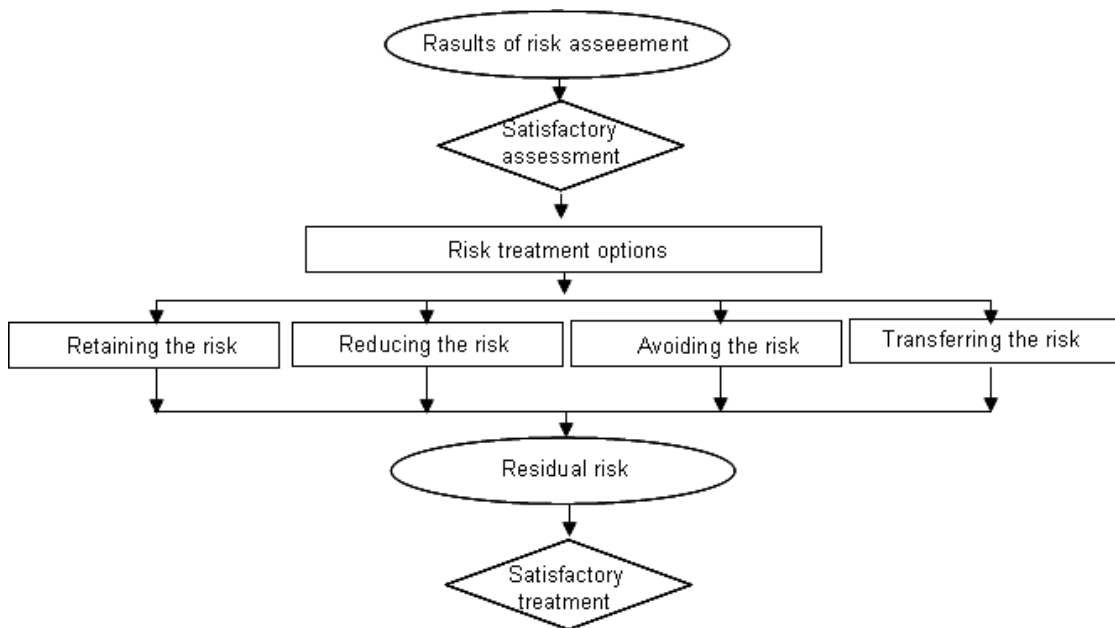 Rasults of risk asseeement
Satisfactory
assessment
Risk treatment options
Retaining the risk
Reducing the risk
Avoiding the risk
Transferring the risk
Residual risk
Satisfactory
treatment